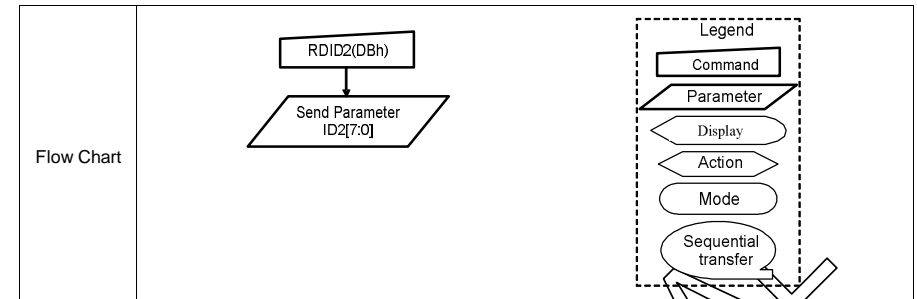 Flow Chart
RDID2(DBh)
Send Parameter
ID2[7:0]
Legend
Command
Parameter
Display
Action
Mode
Sequential
transfer